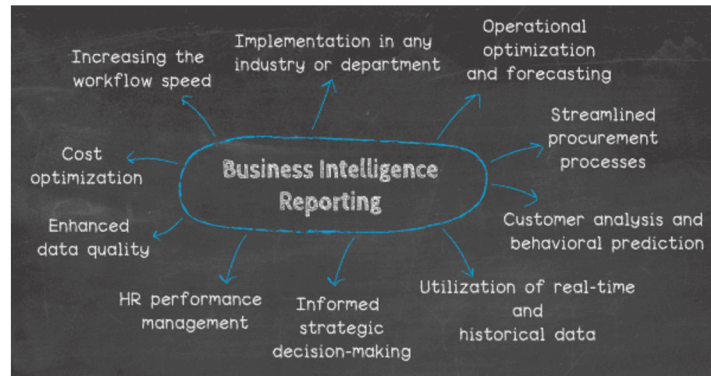 Increasing the
workflow speed
Implementation in any
industry or department
Operational
optimization
and forecasting
Streamlined
procurement
processes
Cost
optimization
Business Intelligence
Reporting
Enhanced
data quality
Customer analysis and
behavioral prediction
HR performance
management
Informed
strategic
decision-making
Utilization of real-time
and
historical data